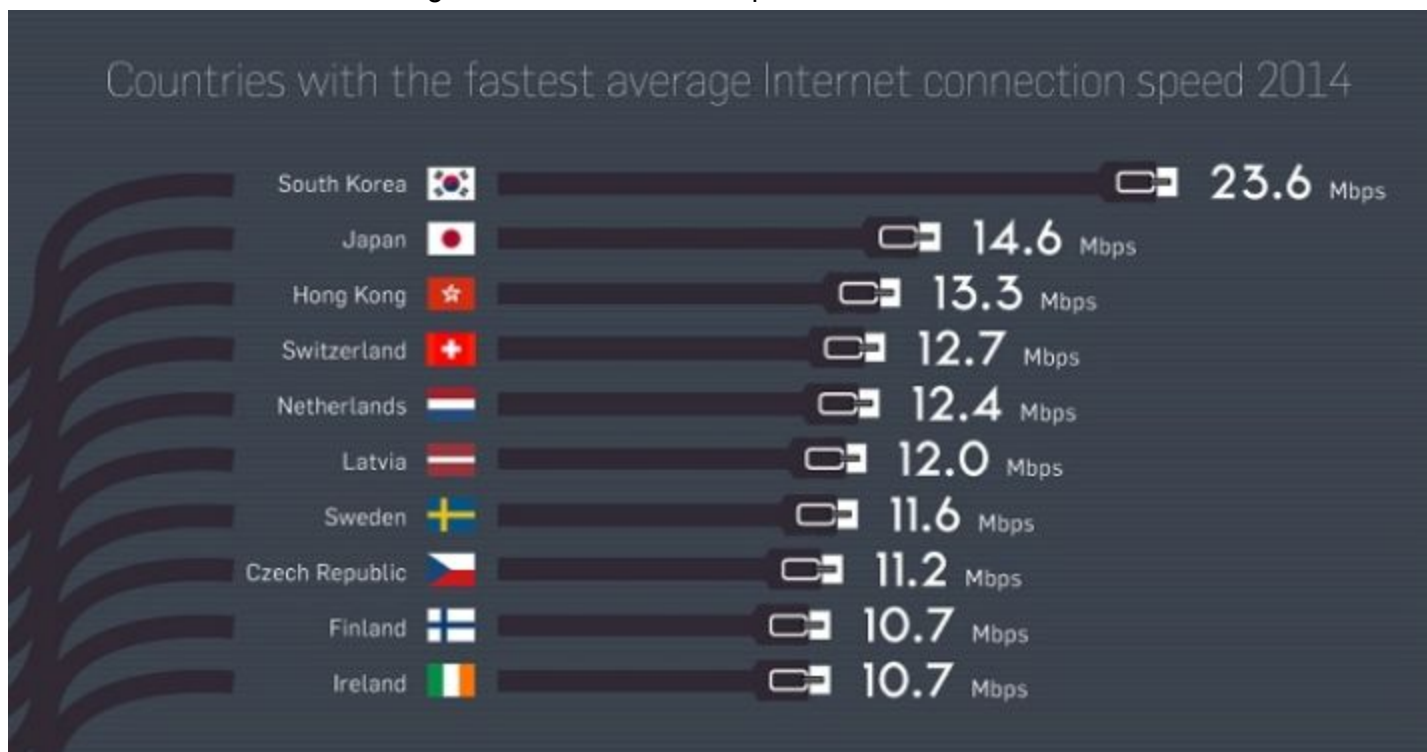 Countries with the fastest average Internet connection speed 2014
South Korea 23.6 Mbps
Japan 14.6 Mbps
Hong Kong 13.3 Mbps
Switzerland 12.7 Mbps
Netherlands 12.4 Mbps
Latvia 12.0 Mbps
Sweden 11.6 Mbps
Czech Republic 11.2 Mbps
Finland 10.7 Mbps
Ireland 10.7 Mbps